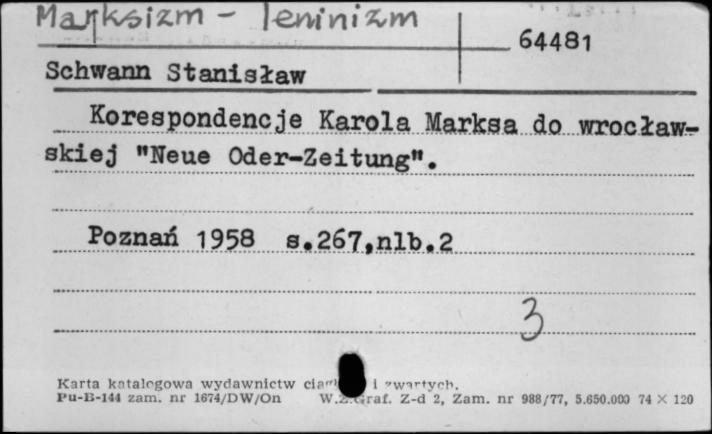 Marksizm - leninizm
64481
Schwann Stanisław
Korespondencje Karola Marksa do wrocław-
skiej "Neue Oder-Zeitung".
Poznań 1958 s.267,nlb.2
3
Karta katalogowa wydawnictw i zwartych.
Pu-B-144 zam. nr 1674/DW/On W.Z.Graf. Z-d 2, Zam. nr 988/77, 5.650.000 74 × 120